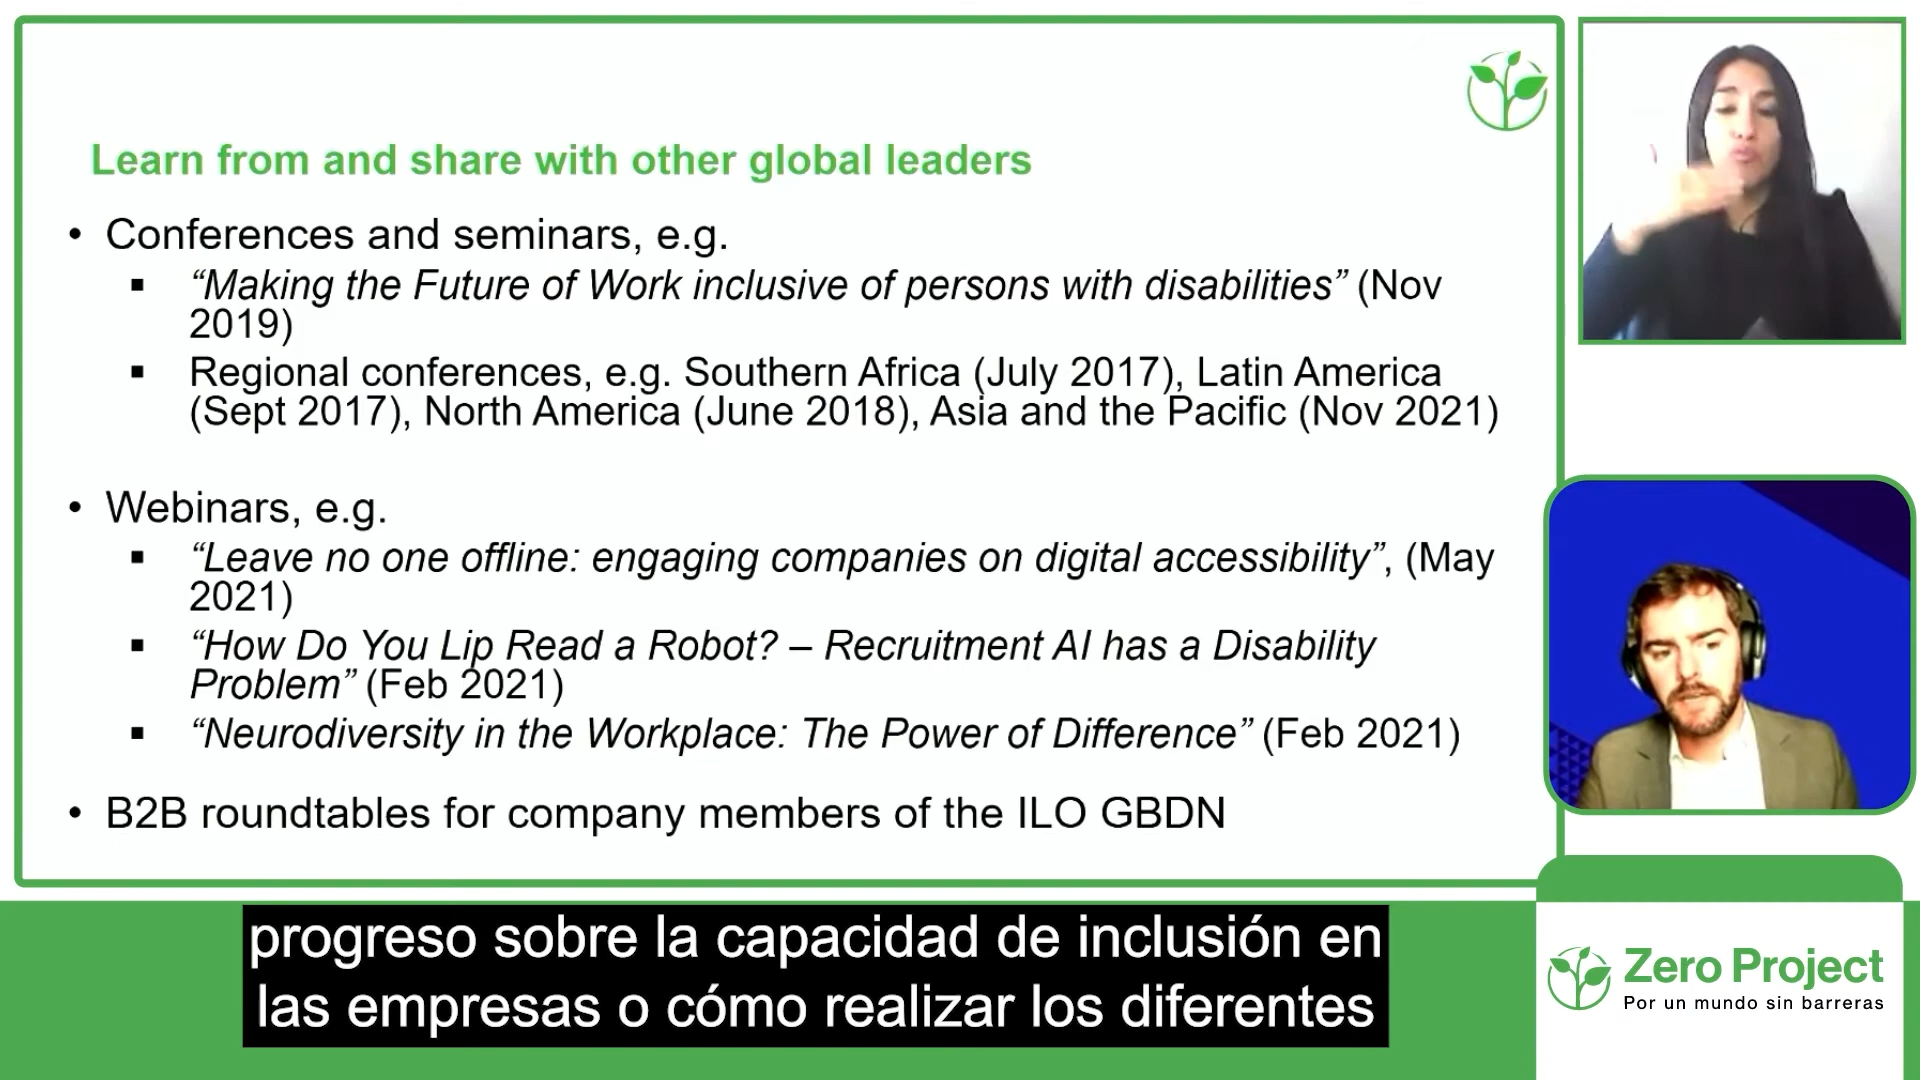 Learn from and share with other global leaders
• Conferences and seminars, e.g.
▪ “Making the Future of Work inclusive of persons with disabilities” (Nov
2019)
▪ Regional conferences, e.g. Southern Africa (July 2017), Latin America
(Sept 2017), North America (June 2018), Asia and the Pacific (Nov 2021)
• Webinars, e.g.
▪ “Leave no one offline: engaging companies on digital accessibility”, (May
2021)
▪ “How Do You Lip Read a Robot? – Recruitment AI has a Disability
Problem” (Feb 2021)
▪ “Neurodiversity in the Workplace: The Power of Difference” (Feb 2021)
• B2B roundtables for company members of the ILO GBDN
progreso sobre la capacidad de inclusión en
las empresas o cómo realizar los diferentes
Zero Project
Por un mundo sin barreras